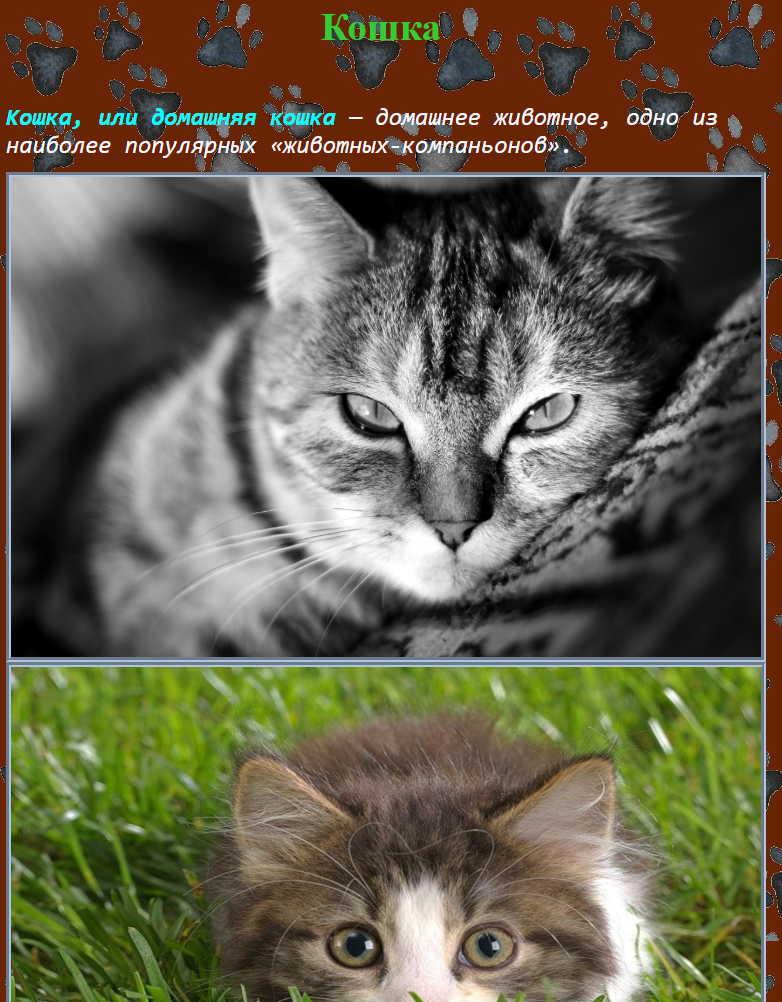 Кошка
Кошка, или домашняя кошка — домашнее животное, одно из
наиболее популярных «животных-компаньонов».